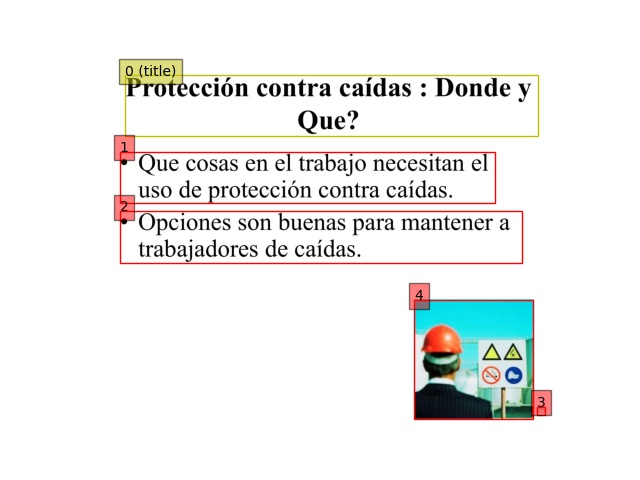 0 (title)
Protección contra caídas : Donde y
Que?
1
• Que cosas en el trabajo necesitan el
uso de protección contra caídas.
2
• Opciones son buenas para mantener a
trabajadores de caídas.
4
3